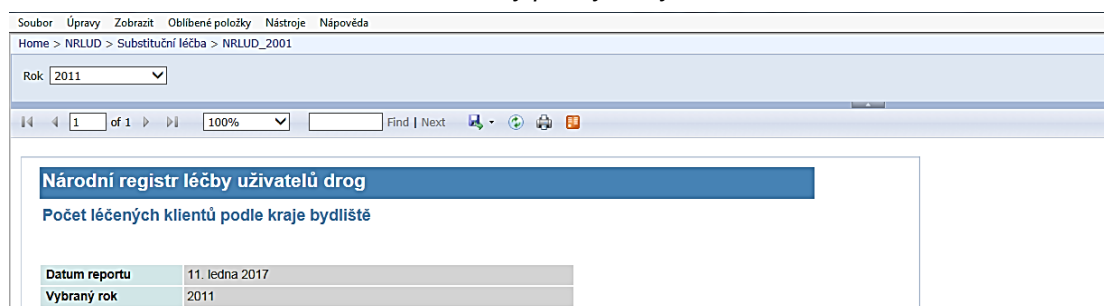 Soubor Úpravy Zobrazit Oblíbené položky Nástroje Nápověda
Home > NRLUD > Substituční léčba > NRLUD_2001
Rok 2011
1 of 1 100% Find | Next
Národní registr léčby uživatelů drog
Počet léčených klientů podle kraje bydliště
Datum reportu 11. ledna 2017
Vybraný rok 2011